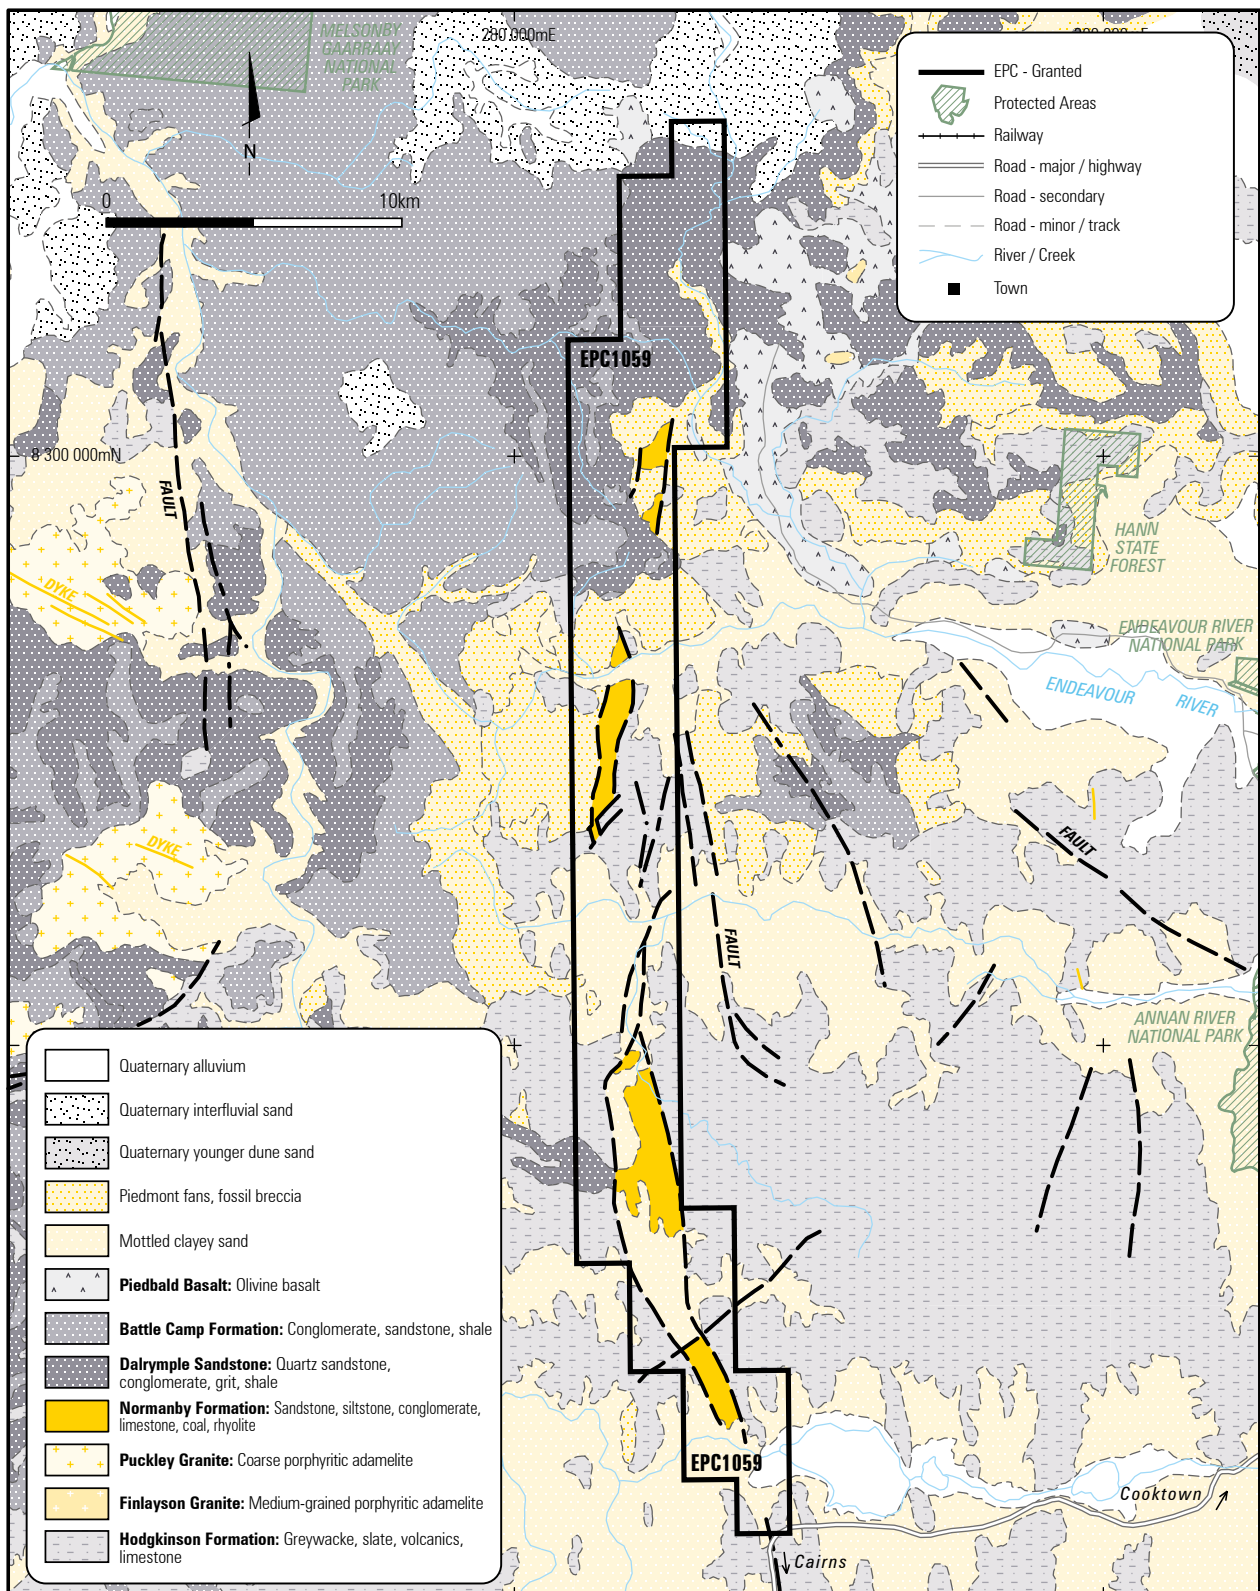 MELSONBY
GAARRAAY
NATIONAL
PARK
280 000mE
N
0 10km
EPC - Granted
Protected Areas
Railway
Road - major / highway
Road - secondary
Road - minor / track
River / Creek
Town
EPC1059
8 300 000mN
FAULT
HANN
STATE
FOREST
DYKE
ENDEAVOUR RIVER
NATIONAL PARK
ENDEAVOUR RIVER
FAULT
DYKE
FAULT
ANNAN RIVER
NATIONAL PARK
Quaternary alluvium
Quaternary interfluvial sand
Quaternary younger dune sand
Piedmont fans, fossil breccia
Mottled clayey sand
Piedbald Basalt: Olivine basalt
Battle Camp Formation: Conglomerate, sandstone, shale
Dalrymple Sandstone: Quartz sandstone,
conglomerate, grit, shale
Normanby Formation: Sandstone, siltstone, conglomerate,
limestone, coal, rhyolite
Puckley Granite: Coarse porphyritic adamelite
Finlayson Granite: Medium-grained porphyritic adamelite
Hodgkinson Formation: Greywacke, slate, volcanics,
limestone
EPC1059
Cooktown
Cairns